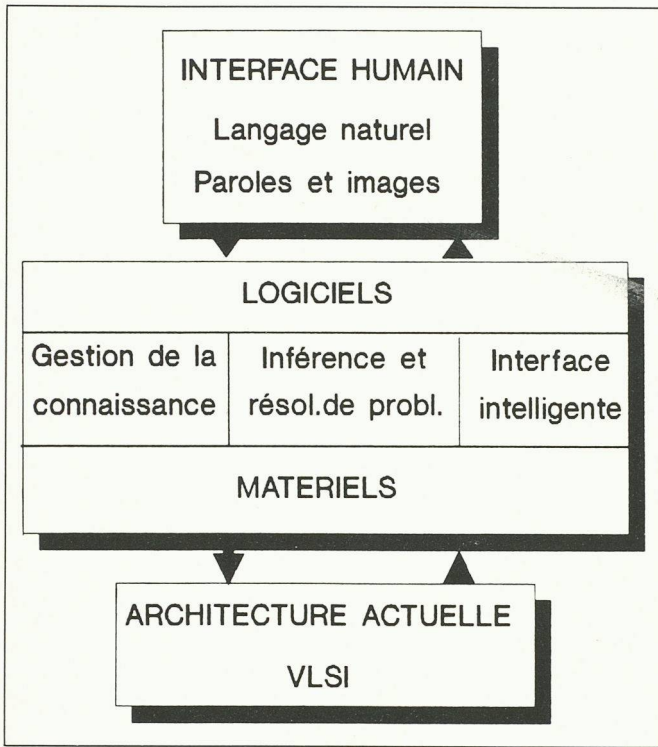 INTERFACE HUMAIN
Langage naturel
Paroles et images
LOGICIELS
Gestion de la
connaissance
Inférence et
résol.de probl.
Interface
intelligente
MATERIELS
ARCHITECTURE ACTUELLE
VLSI